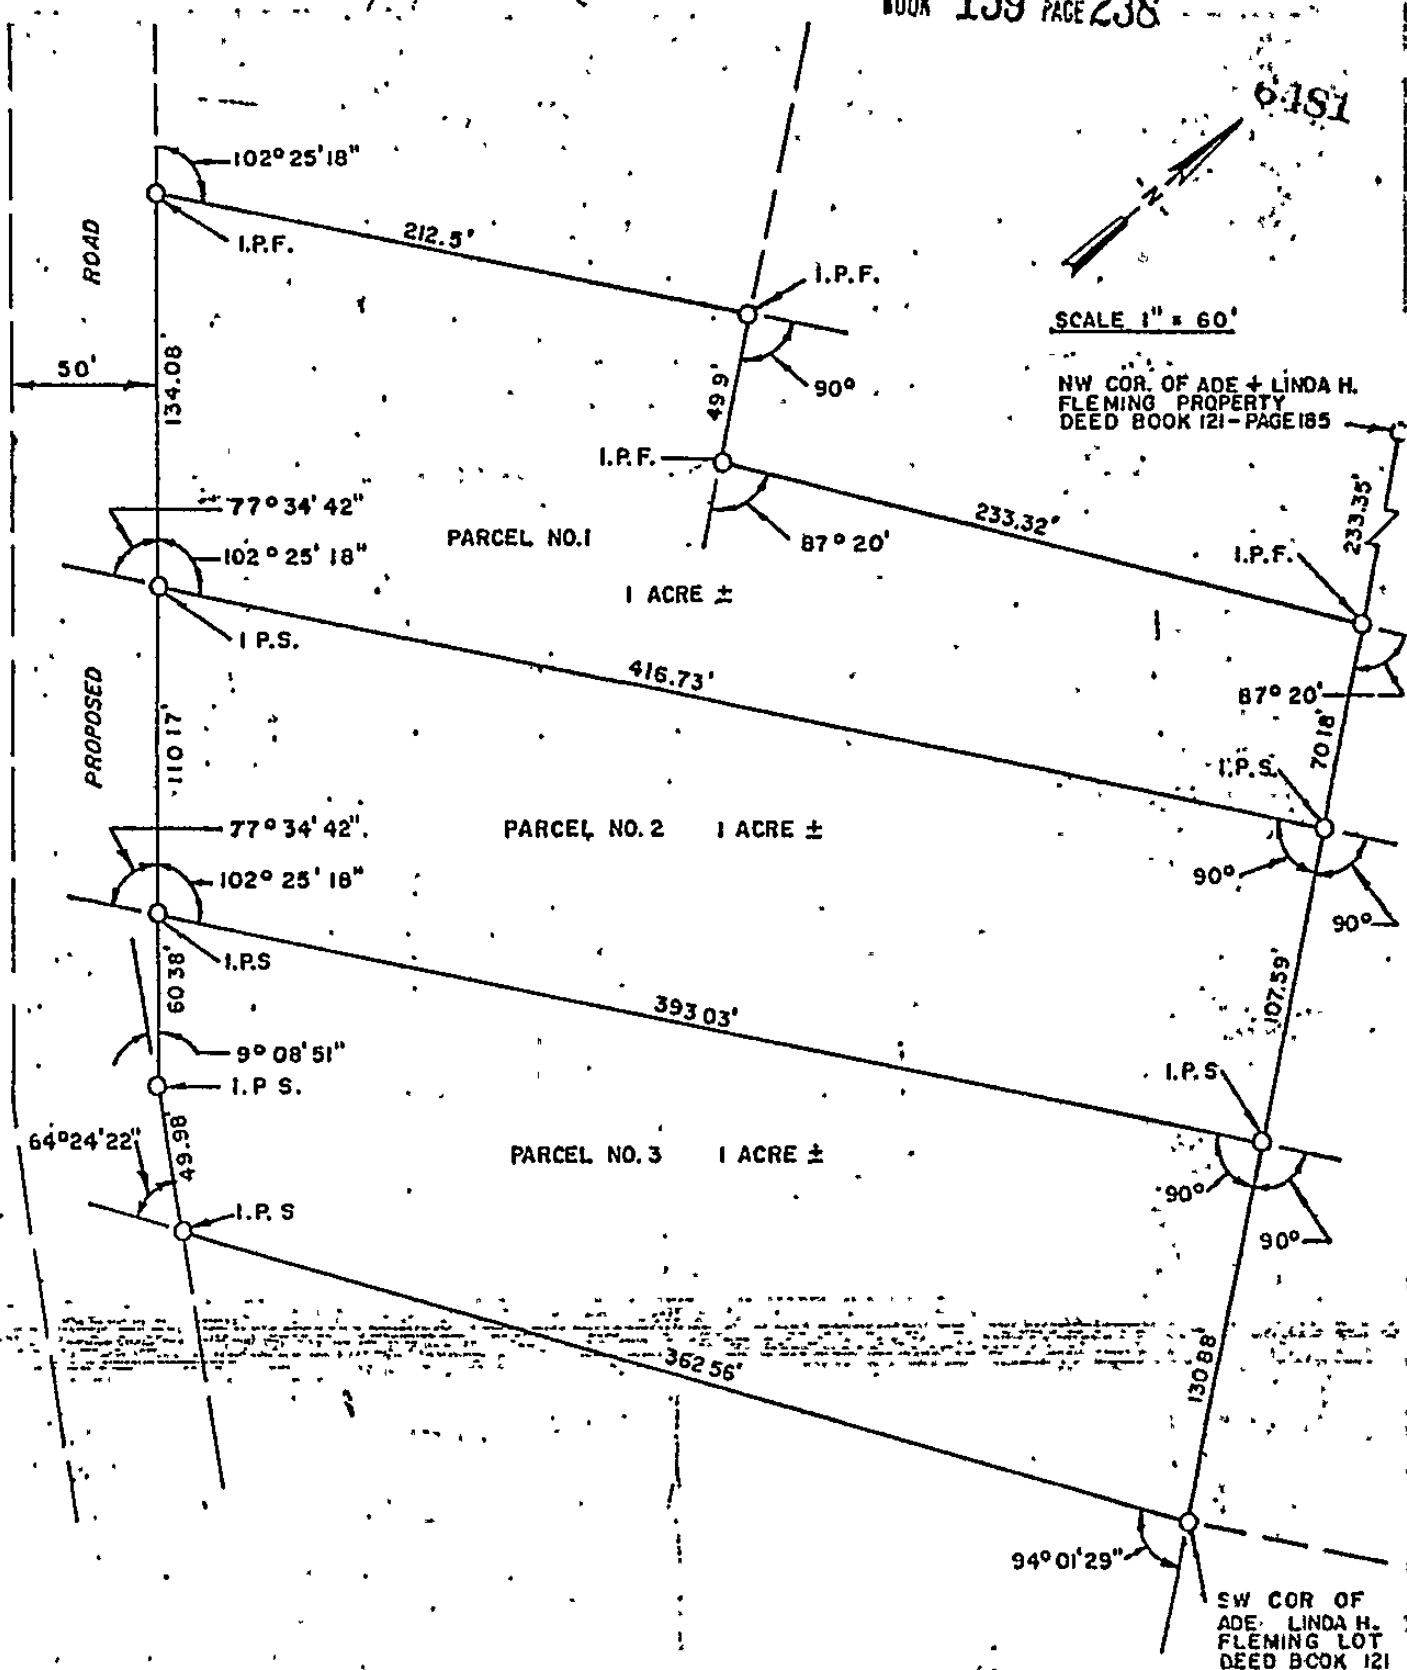 BOOK 159 PAGE 238
6181
102° 25' 18"
I.P.F.
212.5'
I.P.F.
ROAD
N
SCALE 1" = 60'
50'
134.08'
49.9'
90°
NW COR. OF ADE + LINDA H.
FLEMING PROPERTY
DEED BOOK 121-PAGE 185
I.P.F.
77° 34' 42"
PARCEL NO.1
87° 20'
233.32'
233.35'
I.P.F.
102° 25' 18"
1 ACRE ±
I P.S.
416.73'
87° 20'
PROPOSED
110 17'
70 18'
I.P.S.
77° 34' 42".
PARCEL NO. 2 1 ACRE ±
102° 25' 18"
90°
90°
I.P.S
60 38'
393 03'
107.59'
9° 08' 51"
I.P S.
I.P.S
64° 24' 22"
49.98'
PARCEL NO. 3 1 ACRE ±
90°
I.P. S
90°
362 56'
130 88'
94° 01' 29"
SW COR OF
ADE LINDA H.
FLEMING LOT
DEED BOOK 121